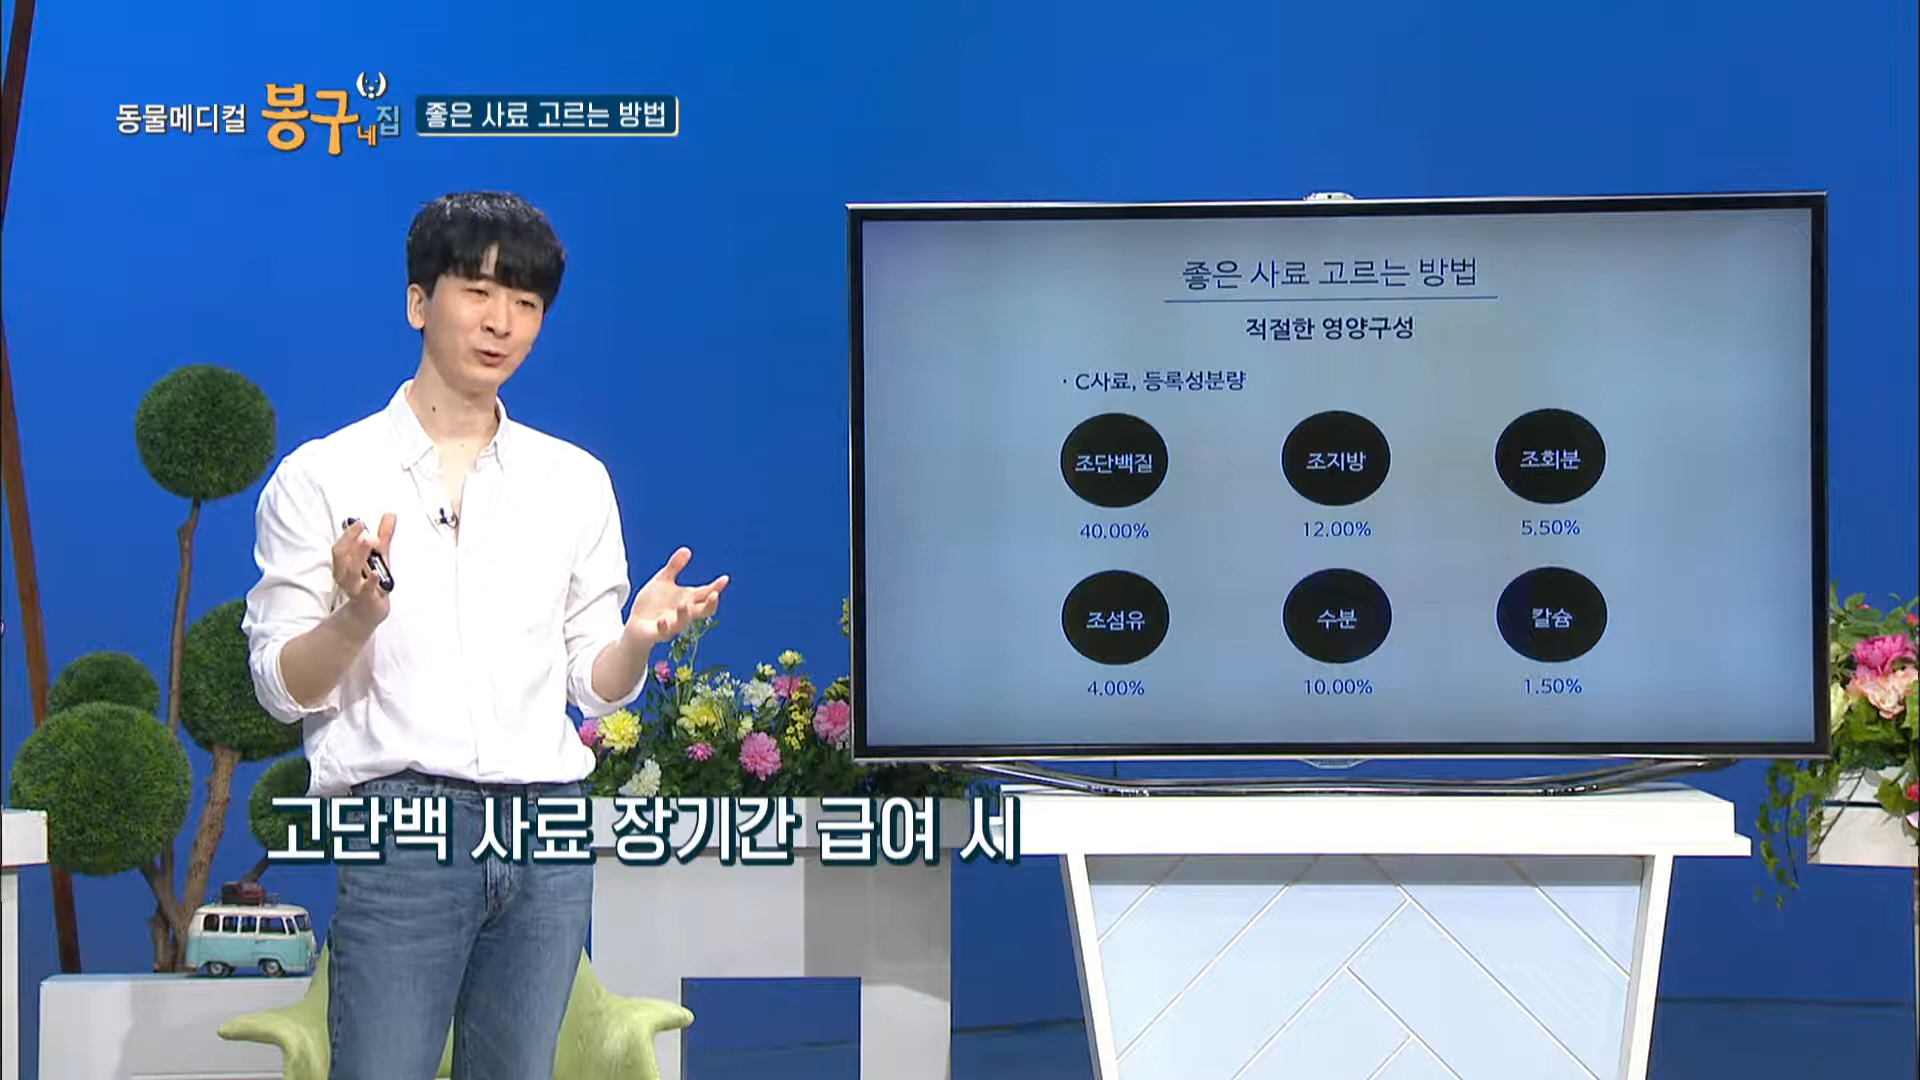 동물메디컬 봉구네집 좋은 사료 고르는 방법
좋은 사료 고르는 방법
적절한 영양구성
· C사료, 등록성분량
조단백질 조지방 조회분
40.00% 12.00% 5.50%
조섬유 수분 칼슘
4.00% 10.00% 1.50%
고단백 사료 장기간 급여 세